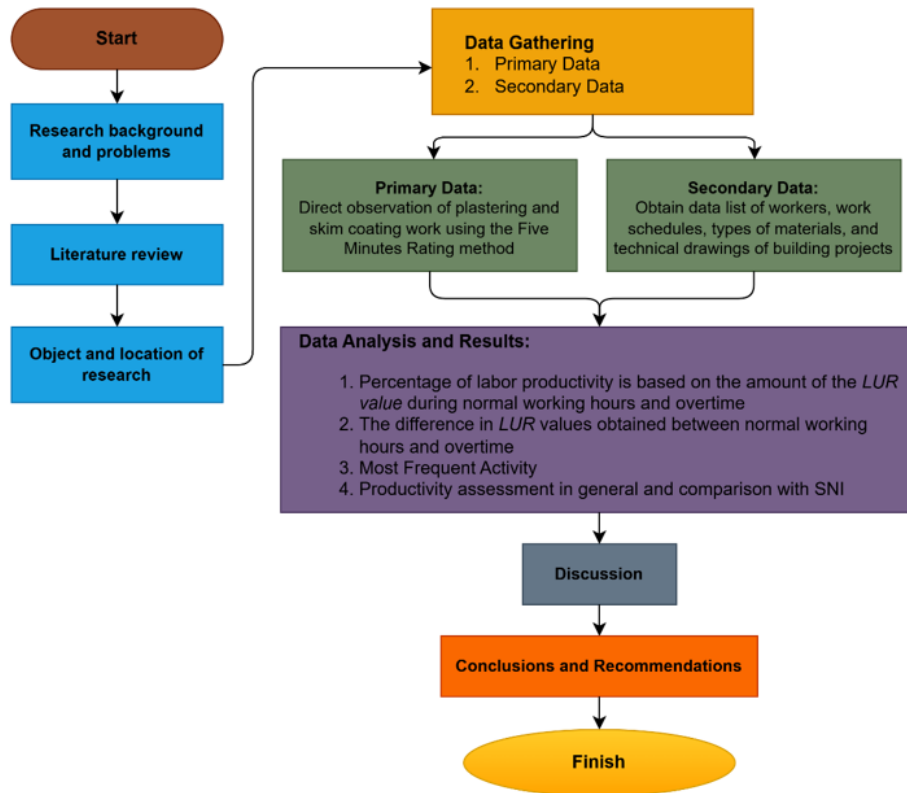 Start
Research background
and problems
Literature review
Object and location of
research
Data Gathering
1. Primary Data
2. Secondary Data
Primary Data:
Direct observation of plastering and
skim coating work using the Five
Minutes Rating method
Secondary Data:
Obtain data list of workers, work
schedules, types of materials, and
technical drawings of building projects
Data Analysis and Results:
1. Percentage of labor productivity is based on the amount of the LUR
value during normal working hours and overtime
2. The difference in LUR values obtained between normal working
hours and overtime
3. Most Frequent Activity
4. Productivity assessment in general and comparison with SNI
Discussion
Conclusions and Recommendations
Finish